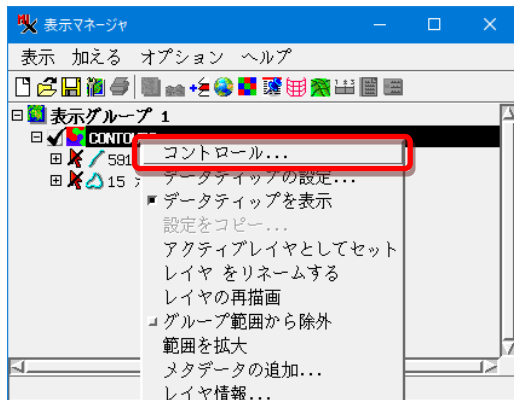 表示マネージャ
表示 加える オプション ヘルプ
表示グループ 1
CONTOU
591
コントロール...
15
データティップの設定...
データティップを表示
設定をコピー...
アクティブレイヤとしてセット
レイヤ をリネームする
レイヤの再描画
グループ範囲から除外
範囲を拡大
メタデータの追加...
レイヤ情報...